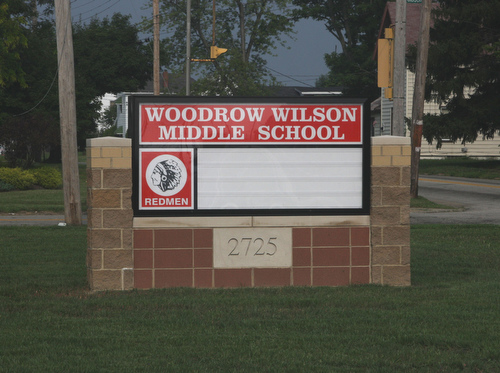 WOODROW WILSON
MIDDLE SCHOOL
REDMEN
2725